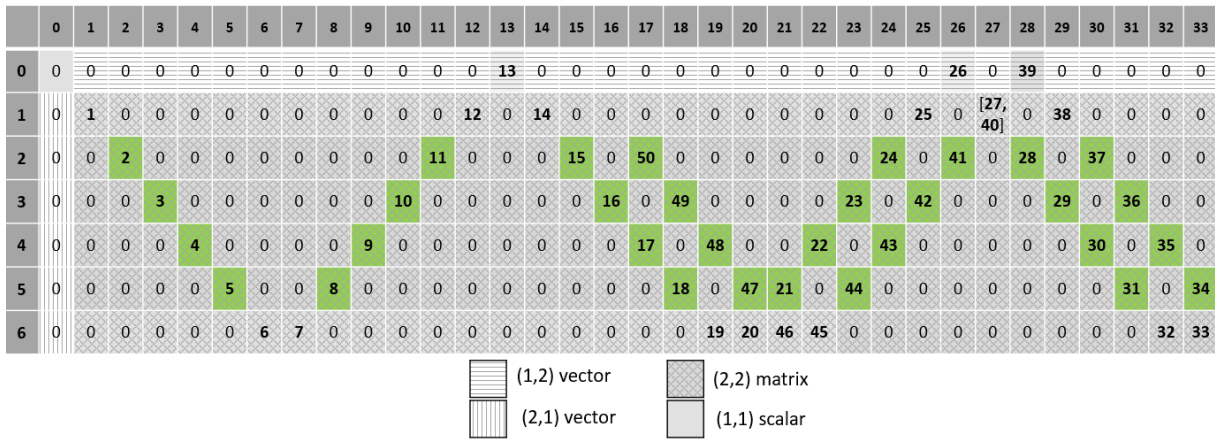 0 1 2 3 4 5 6 7 8 9 10 11 12 13 14 15 16 17 18 19 20 21 22 23 24 25 26 27 28 29 30 31 32 33
0 0 0 0 0 0 0 0 0 0 0 0 0 0 13 0 0 0 0 0 0 0 0 0 0 0 0 26 0 39 0 0 0 0 0
1 0 1 0 0 0 0 0 0 0 0 0 0 12 0 14 0 0 0 0 0 0 0 0 0 0 25 0 [27, 40] 0 38 0 0 0 0
2 0 0 2 0 0 0 0 0 0 0 0 11 0 0 0 15 0 50 0 0 0 0 0 0 24 0 41 0 28 0 37 0 0 0
3 0 0 0 3 0 0 0 0 0 0 10 0 0 0 0 0 16 0 49 0 0 0 0 23 0 42 0 0 0 29 0 36 0 0
4 0 0 0 0 4 0 0 0 0 9 0 0 0 0 0 0 0 17 0 48 0 0 22 0 43 0 0 0 0 0 30 0 35 0
5 0 0 0 0 0 5 0 0 8 0 0 0 0 0 0 0 0 0 18 0 47 21 0 44 0 0 0 0 0 0 0 31 0 34
6 0 0 0 0 0 0 6 7 0 0 0 0 0 0 0 0 0 0 0 19 20 46 45 0 0 0 0 0 0 0 0 0 32 33
(1,2) vector (2,2) matrix
(2,1) vector (1,1) scalar